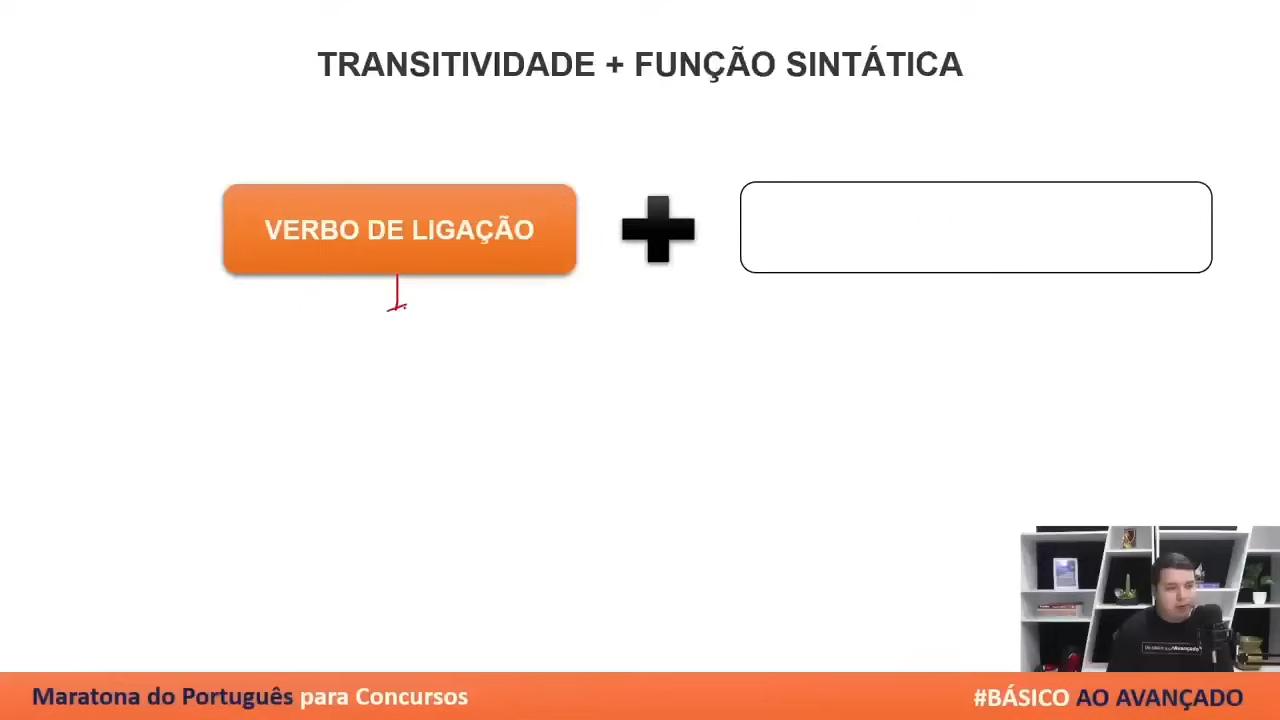 TRANSITIVIDADE + FUNÇÃO SINTÁTICA
VERBO DE LIGAÇÃO
Maratona do Português para Concursos
#BÁSICO AO AVANÇADO